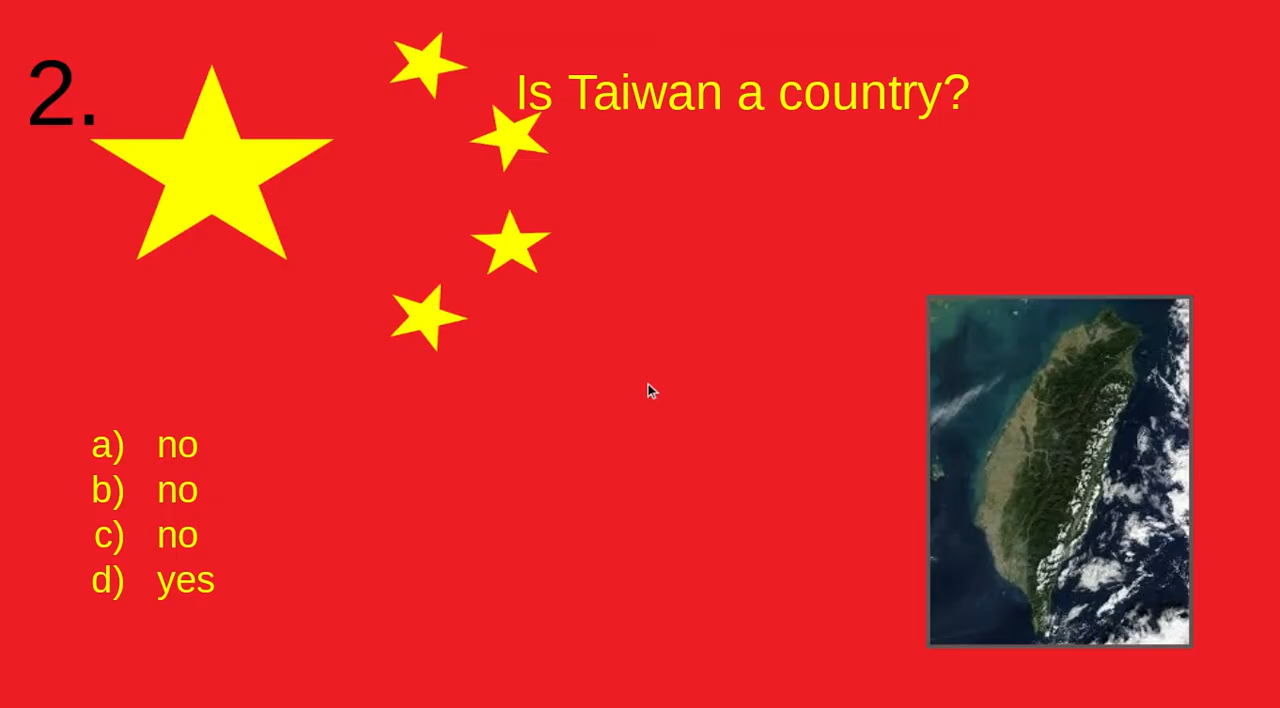 2.
Is Taiwan a country?
a) no
b) no
c) no
d) yes